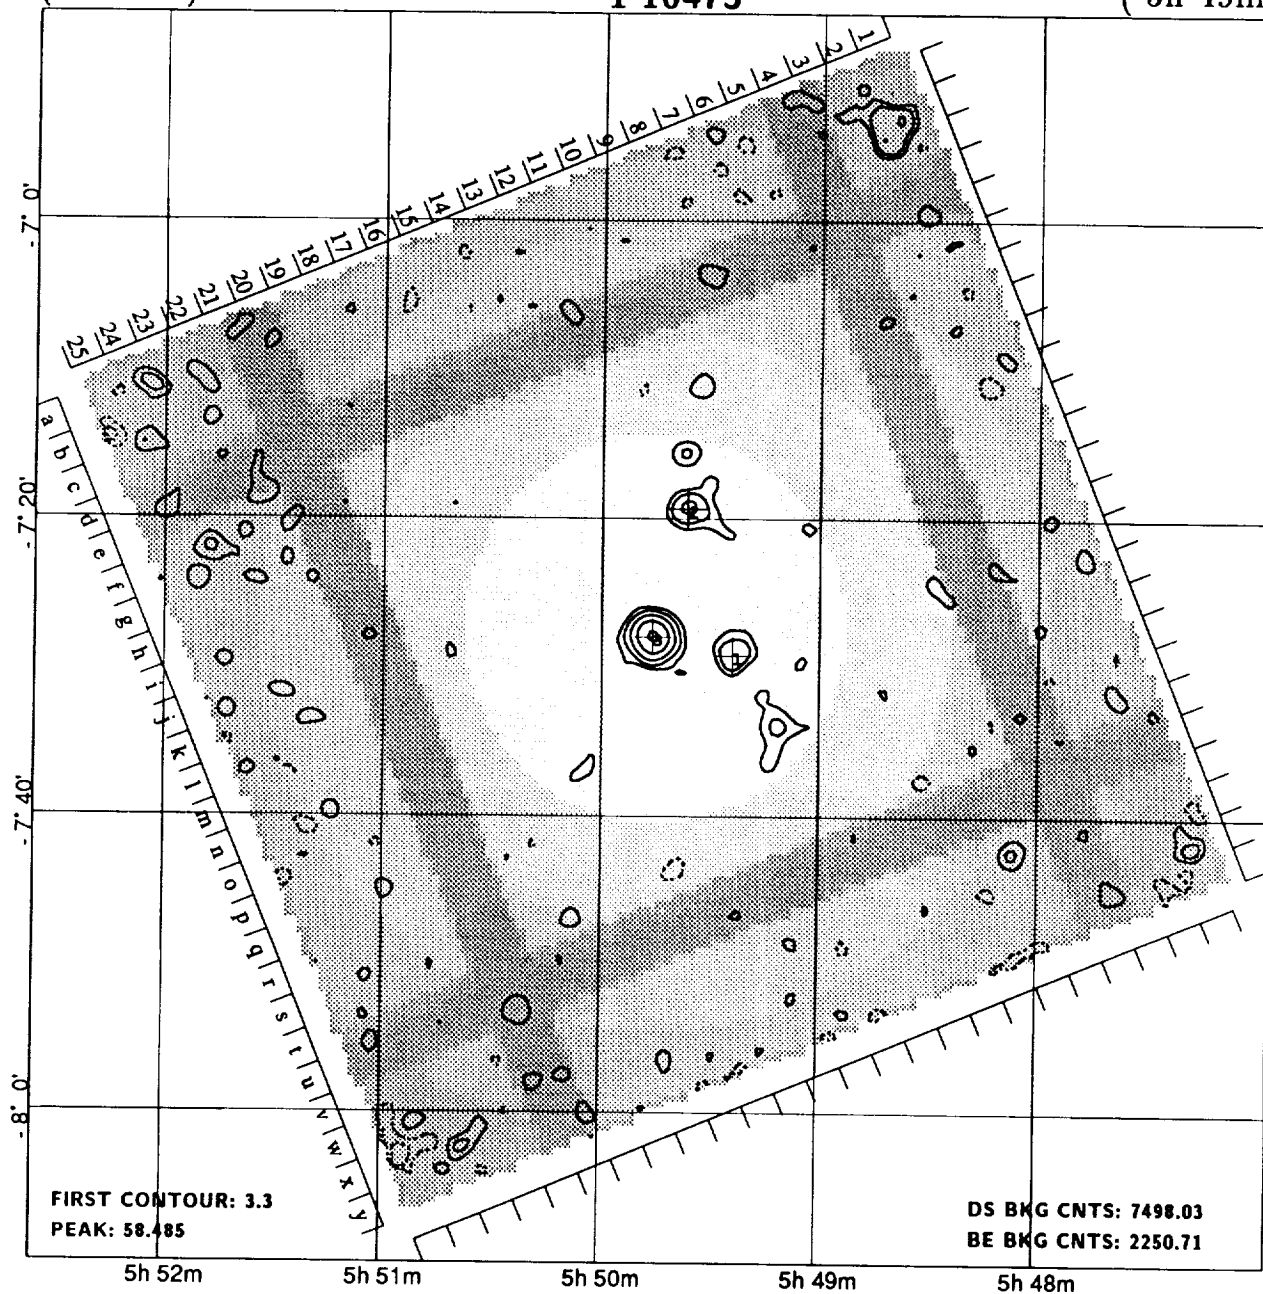 1 2 3 4 5 6 7 8 9 10 11 12 13 14 15 16 17 18 19 20 21 22 23 24 25
-7° 0'
a b c d e f g h i j k l m n o p q r s t u v w x y
-7° 20'
-7° 40'
-8° 0'
FIRST CONTOUR: 3.3
PEAK: 58.485
DS BKG CNTS: 7498.03
BE BKG CNTS: 2250.71
5h 52m 5h 51m 5h 50m 5h 49m 5h 48m